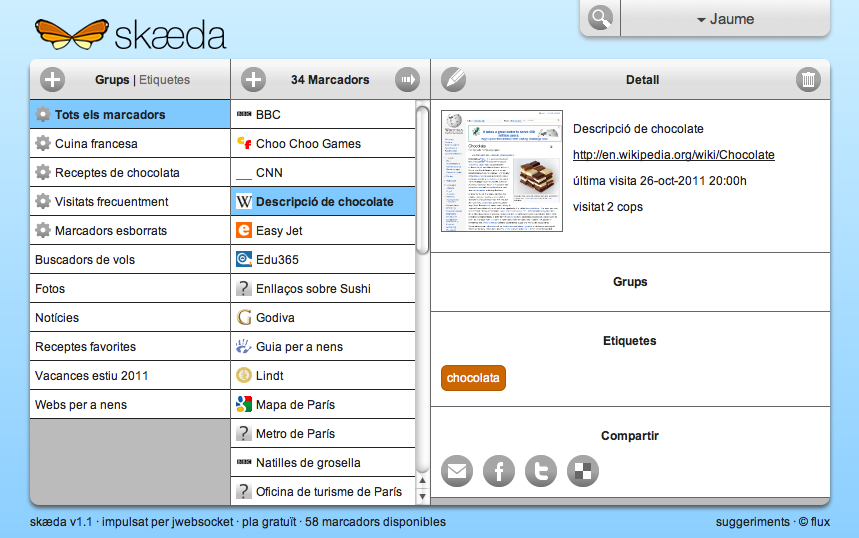 skæda
Jaume
Grups | Etiquetes
34 Marcadors
Detall
Tots els marcadors
Cuina francesa
Receptes de chocolata
Visitats frecuentment
Marcadors esborrats
Buscadors de vols
Fotos
Notícies
Receptes favorites
Vacances estiu 2011
Webs per a nens
BBC
Choo Choo Games
CNN
Descripció de chocolate
Easy Jet
Edu365
Enllaços sobre Sushi
Godiva
Guia per a nens
Lindt
Mapa de París
Metro de París
Natilles de grosella
Oficina de turisme de París
Descripció de chocolate
http://en.wikipedia.org/wiki/Chocolate
última visita 26-oct-2011 20:00h
visitat 2 cops
Grups
Etiquetes
chocolata
Compartir
skæda v1.1 · impulsat per jwebsocket · pla gratuït · 58 marcadors disponibles
suggeriments · © flux